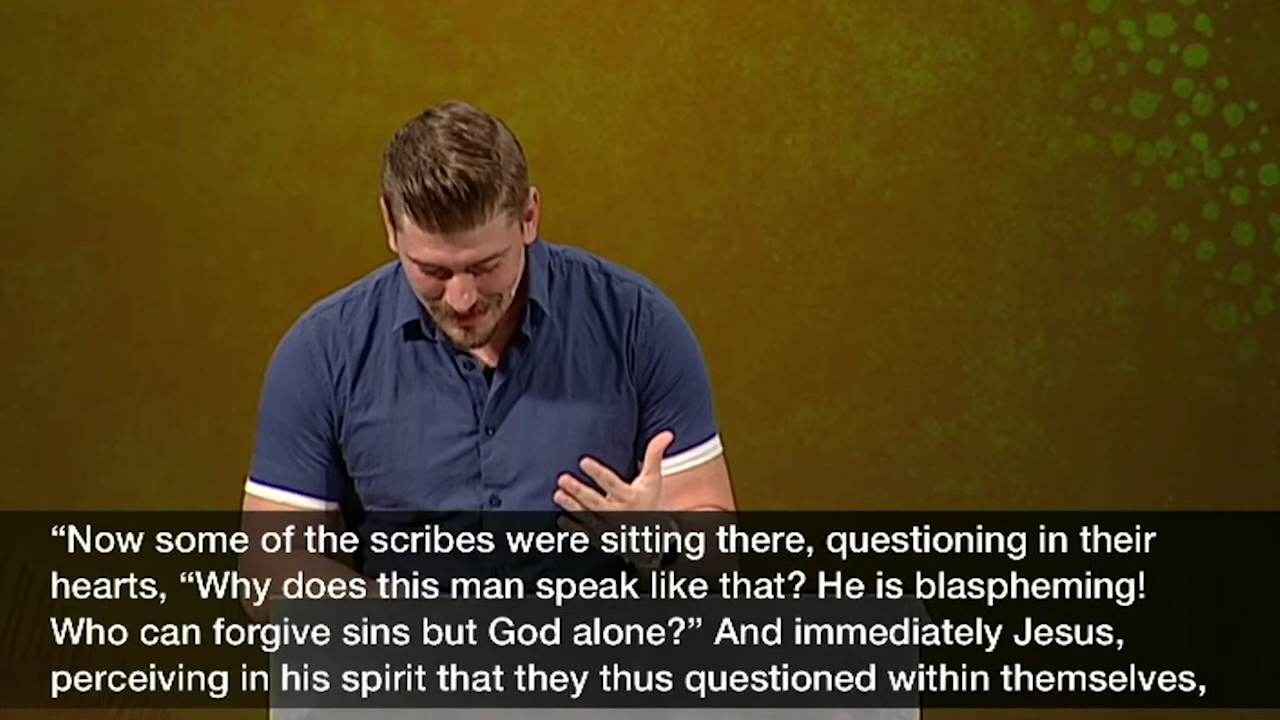 “Now some of the scribes were sitting there, questioning in their
hearts, “Why does this man speak like that? He is blaspheming!
Who can forgive sins but God alone?” And immediately Jesus,
perceiving in his spirit that they thus questioned within themselves,